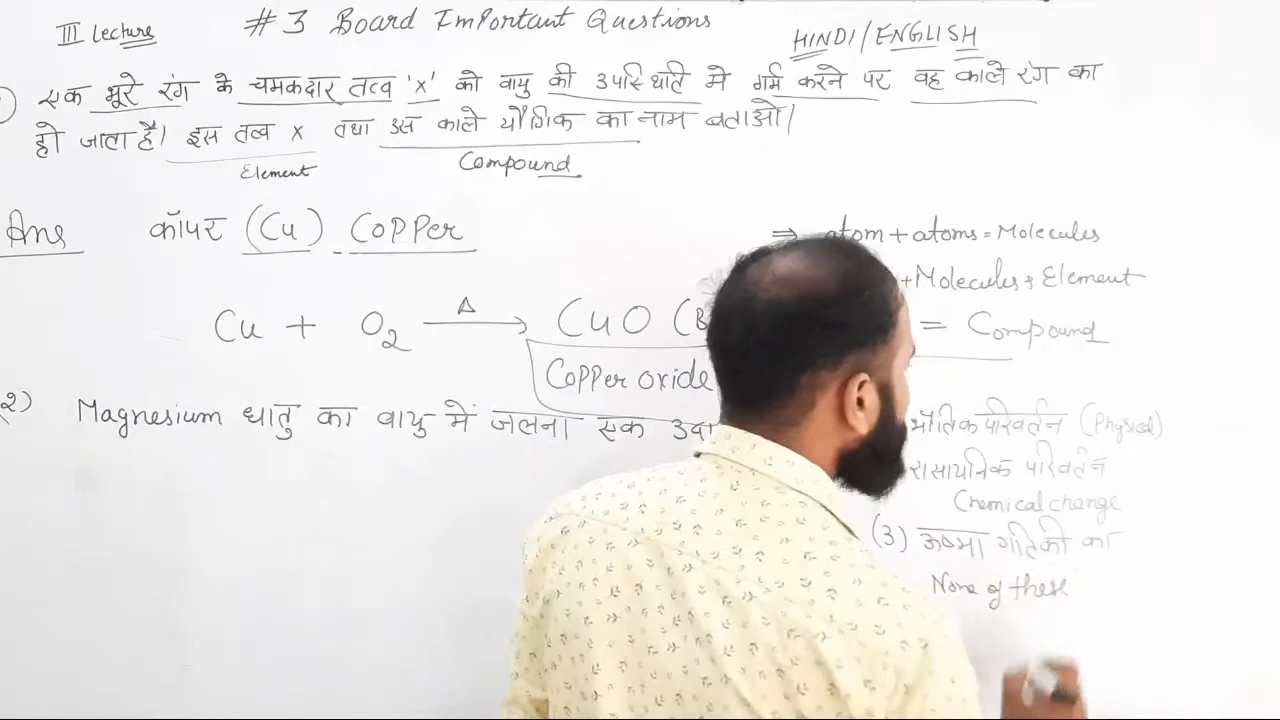 III Lecture
#3 Board Important Questions
HINDI/ENGLISH
एक भूरे रंग के चमकदार तत्व 'x' को वायु की उपस्थिति मे गर्म करने पर वह काले रंग का
हो जाता है। इस तत्व x तथा उस काले यौगिक का नाम बताओ।
Element
Compound
Ans कॉपर (Cu) Copper
⇒ atom + atoms = Molecules
+ Molecules = Element
= Compound
Cu + O₂ —Δ→ CuO (B
Copper oxide
2) Magnesium धातु का वायु में जलना एक उदा
भौतिक परिवर्तन (Physical)
रासायनिक परिवर्तन
Chemical change
(3) ऊष्मा गतिकी का
None of these